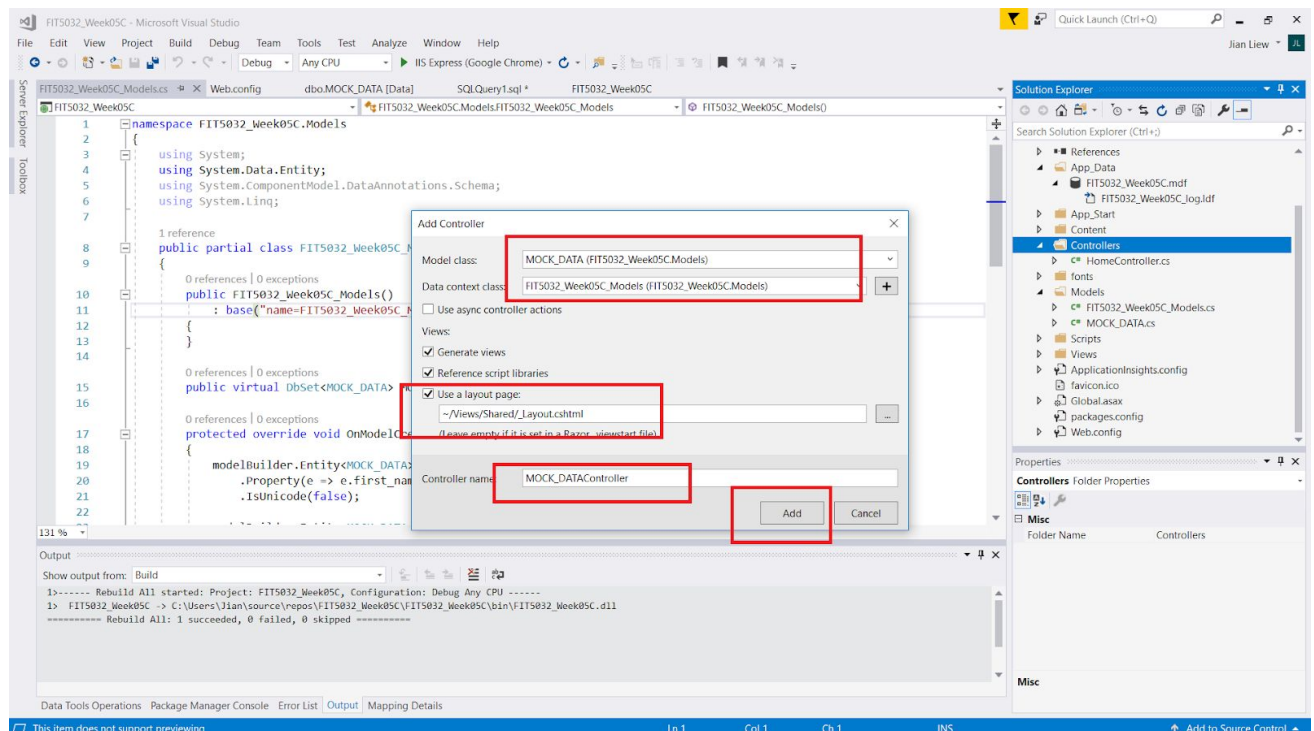 FIT5032_Week05C - Microsoft Visual Studio
Quick Launch (Ctrl+Q)
File Edit View Project Build Debug Team Tools Test Analyze Window Help
Jian Liew JL
Debug Any CPU IIS Express (Google Chrome)
Server Explorer
Toolbox
FIT5032_Week05C_Models.cs Web.config dbo.MOCK_DATA [Data] SQLQuery1.sql * FIT5032_Week05C
FIT5032_Week05C FIT5032_Week05C.Models.FIT5032_Week05C_Models FIT5032_Week05C_Models()
1 namespace FIT5032_Week05C.Models
2 {
3 using System;
4 using System.Data.Entity;
5 using System.ComponentModel.DataAnnotations.Schema;
6 using System.Linq;
7
1 reference
8 public partial class FIT5032_Week05C_M
9 {
0 references | 0 exceptions
10 public FIT5032_Week05C_Models()
11 : base("name=FIT5032_Week05C_M
12 {
13 }
14
0 references | 0 exceptions
15 public virtual DbSet<MOCK_DATA>
16
0 references | 0 exceptions
17 protected override void OnModelCre
18 {
19 modelBuilder.Entity<MOCK_DATA>
20 .Property(e => e.first_nam
21 .IsUnicode(false);
22
131 %
Add Controller
Model class: MOCK_DATA (FIT5032_Week05C.Models)
Data context class: FIT5032_Week05C_Models (FIT5032_Week05C.Models) +
Use async controller actions
Views:
Generate views
Reference script libraries
Use a layout page:
~/Views/Shared/_Layout.cshtml ...
(Leave empty if it is set in a Razor _viewstart file)
Controller name: MOCK_DATAController
Add Cancel
Output
Show output from: Build
1>------ Rebuild All started: Project: FIT5032_Week05C, Configuration: Debug Any CPU ------
1> FIT5032_Week05C -> C:\Users\Jian\source\repos\FIT5032_Week05C\FIT5032_Week05C\bin\FIT5032_Week05C.dll
========== Rebuild All: 1 succeeded, 0 failed, 0 skipped ==========
Data Tools Operations Package Manager Console Error List Output Mapping Details
Solution Explorer
Search Solution Explorer (Ctrl+;)
References
App_Data
FIT5032_Week05C.mdf
FIT5032_Week05C_log.ldf
App_Start
Content
Controllers
C# HomeController.cs
fonts
Models
C# FIT5032_Week05C_Models.cs
C# MOCK_DATA.cs
Scripts
Views
ApplicationInsights.config
favicon.ico
Global.asax
packages.config
Web.config
Properties
Controllers Folder Properties
Misc
Folder Name Controllers
Misc
This item does not support previewing Ln 1 Col 1 Ch 1 INS Add to Source Control